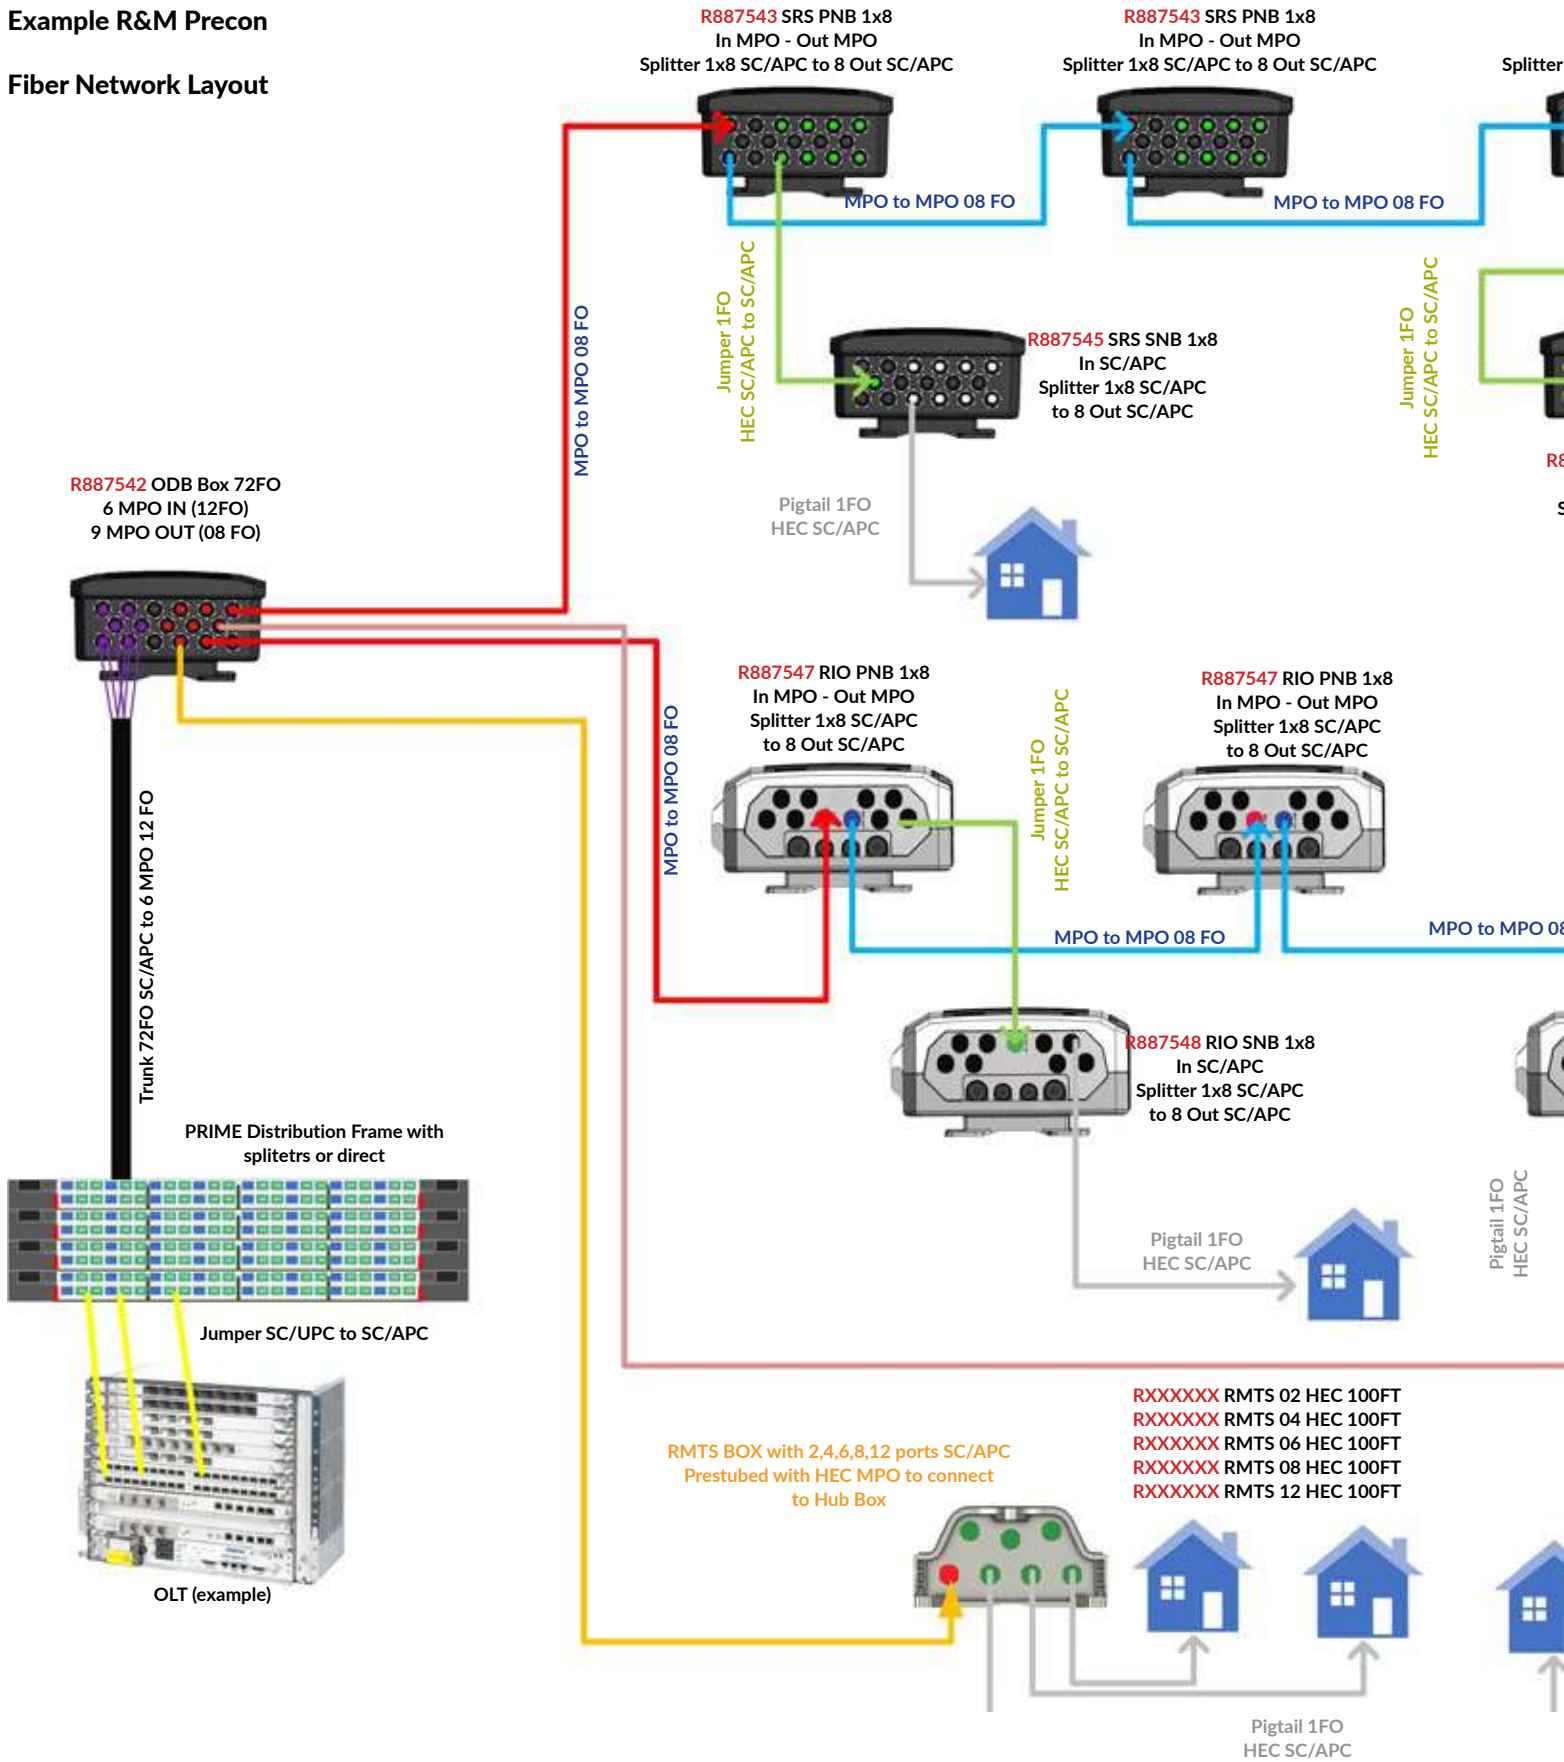 Example R&M Precon
Fiber Network Layout
R887543 SRS PNB 1x8
In MPO - Out MPO
Splitter 1x8 SC/APC to 8 Out SC/APC
R887543 SRS PNB 1x8
In MPO - Out MPO
Splitter 1x8 SC/APC to 8 Out SC/APC
Splitter
MPO to MPO 08 FO
MPO to MPO 08 FO
Jumper 1FO
HEC SC/APC to SC/APC
Jumper 1FO
HEC SC/APC to SC/APC
MPO to MPO 08 FO
R887545 SRS SNB 1x8
In SC/APC
Splitter 1x8 SC/APC
to 8 Out SC/APC
R8
S
Pigtail 1FO
HEC SC/APC
R887542 ODB Box 72FO
6 MPO IN (12FO)
9 MPO OUT (08 FO)
R887547 RIO PNB 1x8
In MPO - Out MPO
Splitter 1x8 SC/APC
to 8 Out SC/APC
Jumper 1FO
HEC SC/APC to SC/APC
R887547 RIO PNB 1x8
In MPO - Out MPO
Splitter 1x8 SC/APC
to 8 Out SC/APC
MPO to MPO 08 FO
Trunk 72FO SC/APC to 6 MPO 12 FO
MPO to MPO 08 FO
MPO to MPO 08
R887548 RIO SNB 1x8
In SC/APC
Splitter 1x8 SC/APC
to 8 Out SC/APC
PRIME Distribution Frame with
splitetrs or direct
Pigtail 1FO
HEC SC/APC
Pigtail 1FO
HEC SC/APC
Jumper SC/UPC to SC/APC
RXXXXXX RMTS 02 HEC 100FT
RXXXXXX RMTS 04 HEC 100FT
RXXXXXX RMTS 06 HEC 100FT
RXXXXXX RMTS 08 HEC 100FT
RXXXXXX RMTS 12 HEC 100FT
RMTS BOX with 2,4,6,8,12 ports SC/APC
Prestubed with HEC MPO to connect
to Hub Box
OLT (example)
Pigtail 1FO
HEC SC/APC